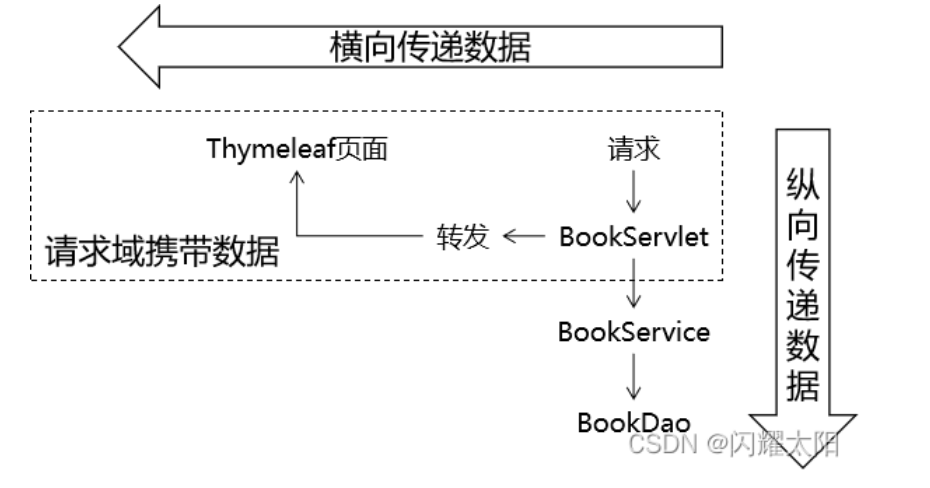 横向传递数据
Thymeleaf页面
请求
纵向传递数据
请求域携带数据
转发
BookServlet
BookService
BookDao
CSDN @闪耀太阳